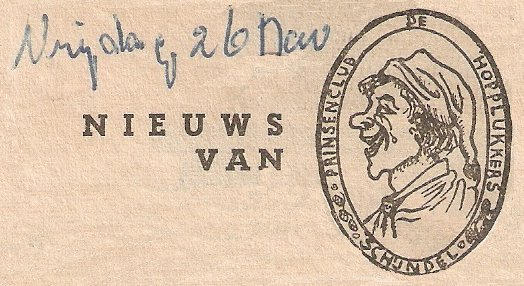 Vrijdag 26 Nov
NIEUWS
VAN
PRINSENCLUB DE HOPPLUKKERS
SCHIJNDEL